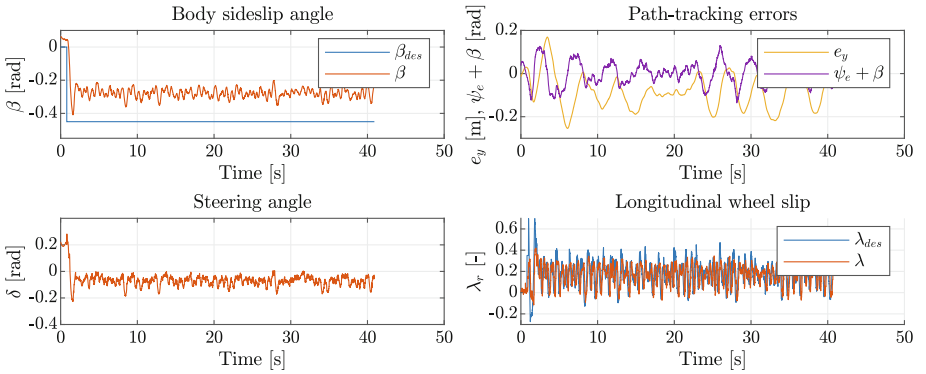 Body sideslip angle
β [rad]
0
-0.2
-0.4
β_des
β
0 10 20 30 40 50
Time [s]
Path-tracking errors
e_y [m], ψ_e + β
0.2
0
-0.2
e_y
ψ_e + β
0 10 20 30 40 50
Time [s]
Steering angle
δ [rad]
0.2
0
-0.2
-0.4
0 10 20 30 40 50
Time [s]
Longitudinal wheel slip
λ_r [-]
0.6
0.4
0.2
0
-0.2
λ_des
λ
0 10 20 30 40 50
Time [s]